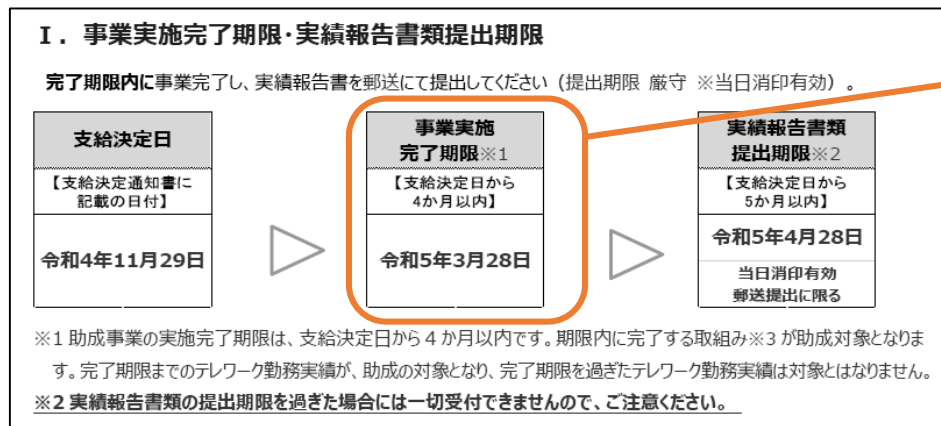 Ⅰ．事業実施完了期限・実績報告書類提出期限
完了期限内に事業完了し、実績報告書を郵送にて提出してください（提出期限 厳守 ※当日消印有効）。
支給決定日
【支給決定通知書に
記載の日付】
令和4年11月29日
事業実施
完了期限※1
【支給決定日から
4か月以内】
令和5年3月28日
実績報告書類
提出期限※2
【支給決定日から
5か月以内】
令和5年4月28日
当日消印有効
郵送提出に限る
※1 助成事業の実施完了期限は、支給決定日から 4 か月以内です。期限内に完了する取組み※3 が助成対象となりま
す。完了期限までのテレワーク勤務実績が、助成の対象となり、完了期限を過ぎたテレワーク勤務実績は対象とはなりません。
※2 実績報告書類の提出期限を過ぎた場合には一切受付できませんので、ご注意ください。